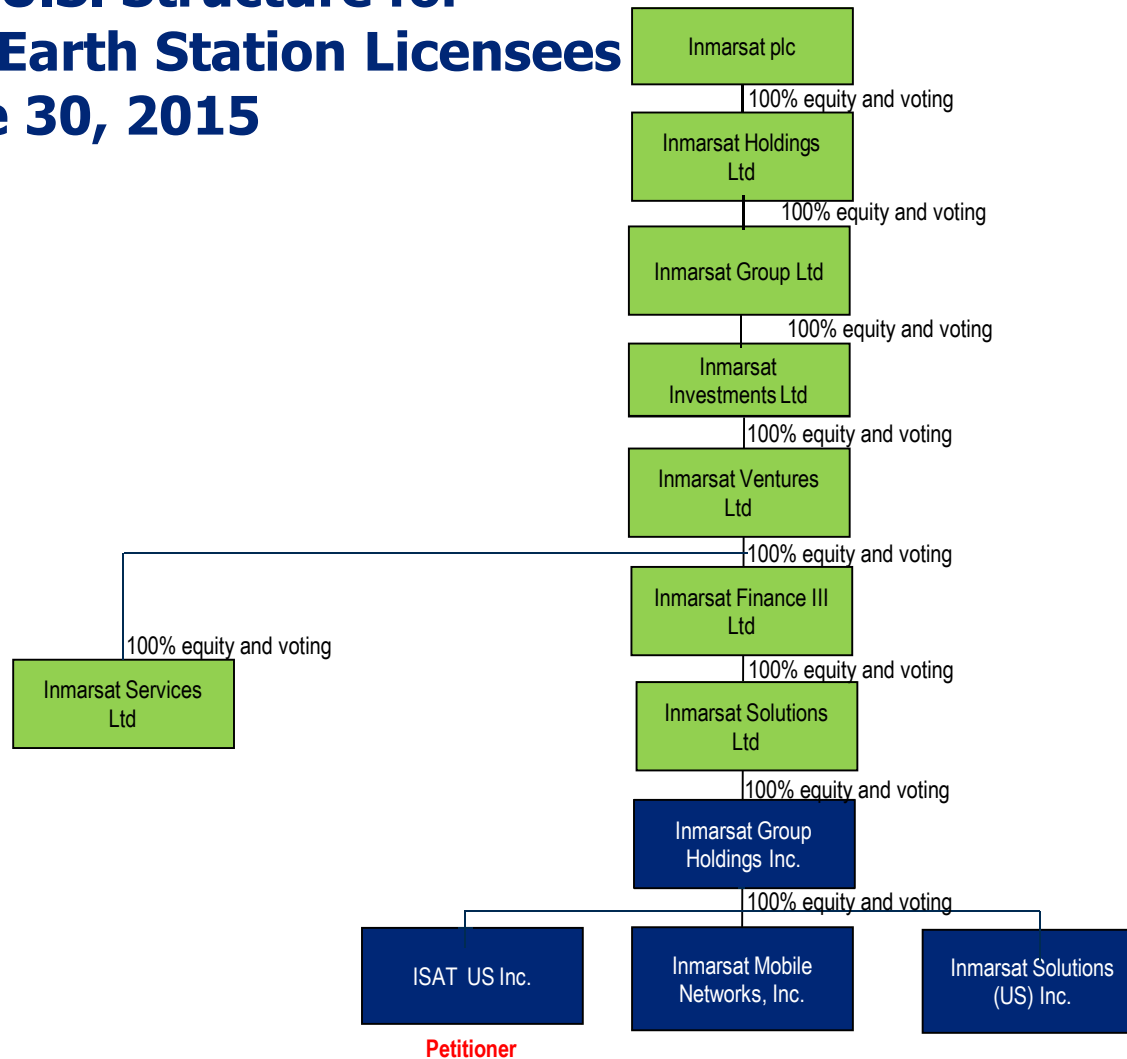 Earth Station Licensees
30, 2015
Inmarsat plc
100% equity and voting
Inmarsat Holdings
Ltd
100% equity and voting
Inmarsat Group Ltd
100% equity and voting
Inmarsat
Investments Ltd
100% equity and voting
Inmarsat Ventures
Ltd
100% equity and voting
Inmarsat Finance III
Ltd
100% equity and voting
Inmarsat Services
Ltd
100% equity and voting
Inmarsat Solutions
Ltd
100% equity and voting
Inmarsat Group
Holdings Inc.
100% equity and voting
ISAT US Inc.
Petitioner
Inmarsat Mobile
Networks, Inc.
Inmarsat Solutions
(US) Inc.